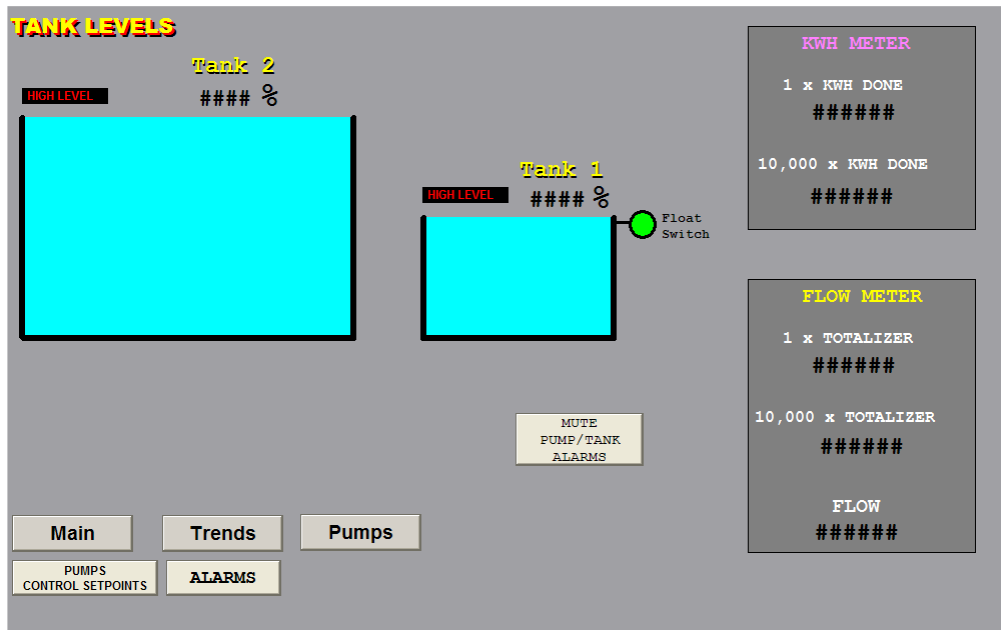 TANK LEVELS
Tank 2
HIGH LEVEL
#### %
Tank 1
HIGH LEVEL
#### %
Float
Switch
KWH METER
1 x KWH DONE
######
10,000 x KWH DONE
######
FLOW METER
1 x TOTALIZER
######
10,000 x TOTALIZER
######
FLOW
######
MUTE
PUMP/TANK
ALARMS
Main
Trends
Pumps
PUMPS
CONTROL SETPOINTS
ALARMS